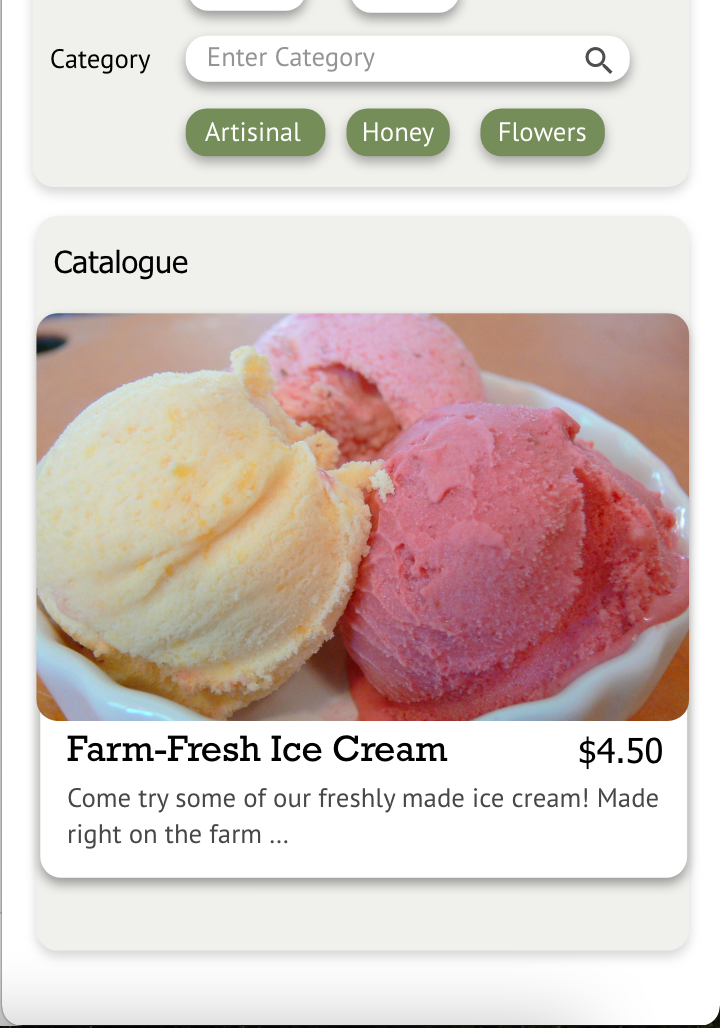 Category
Enter Category
Artisinal
Honey
Flowers
Catalogue
Farm-Fresh Ice Cream
$4.50
Come try some of our freshly made ice cream! Made
right on the farm ...